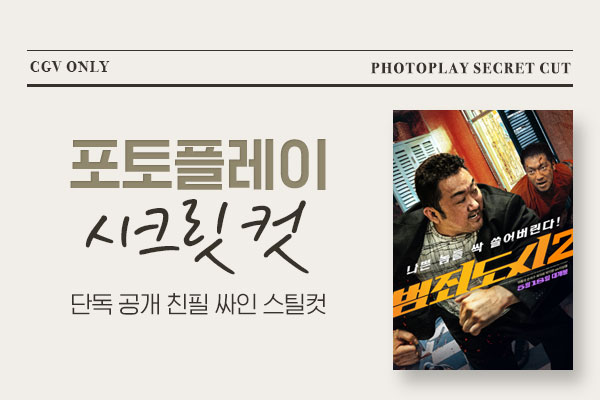 CGV ONLY
PHOTOPLAY SECRET CUT
포토플레이
시크릿 컷
단독 공개 친필 싸인 스틸컷
나쁜 놈들 싹 쓸어버린다!
범죄도시2
5월 18일 대개봉